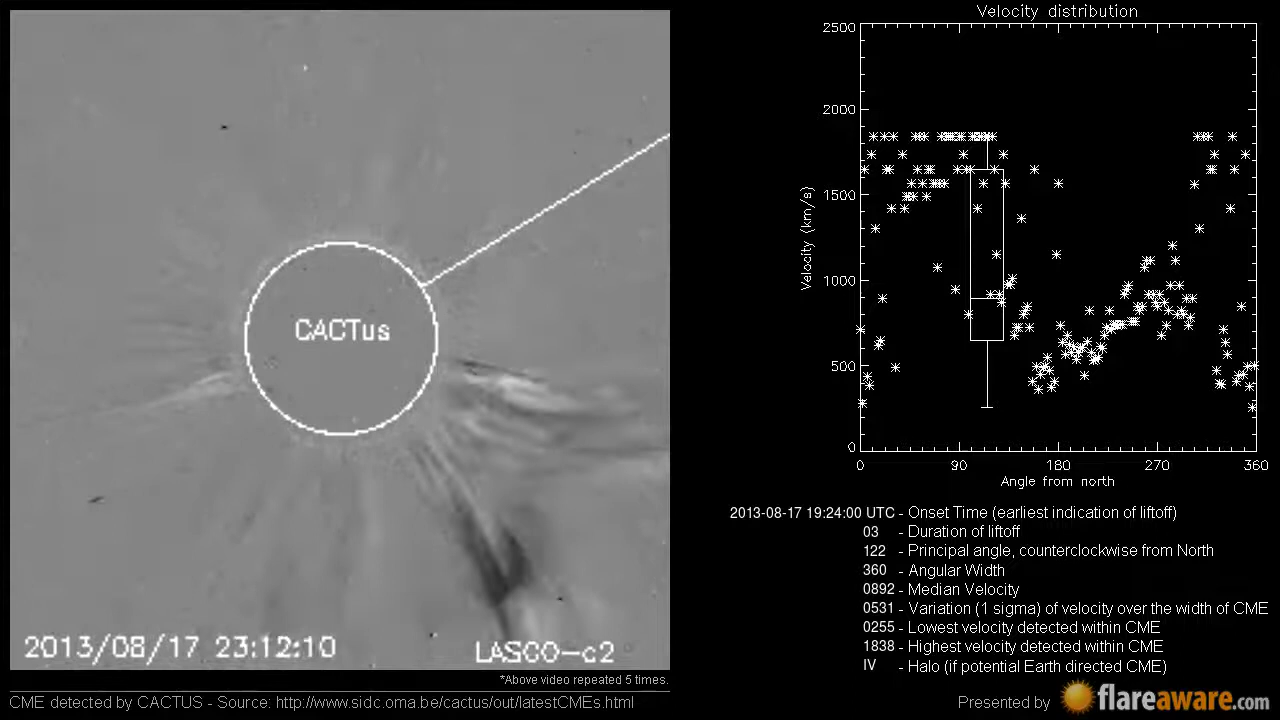 CACTus
2013/08/17 23:12:10
LASCO-c2
*Above video repeated 5 times.
CME detected by CACTUS - Source: http://www.sidc.oma.be/cactus/out/latestCMEs.html
Velocity distribution
2500
2000
1500
1000
500
0
Velocity (km/s)
0 90 180 270 360
Angle from north
2013-08-17 19:24:00 UTC - Onset Time (earliest indication of liftoff)
03 - Duration of liftoff
122 - Principal angle, counterclockwise from North
360 - Angular Width
0892 - Median Velocity
0531 - Variation (1 sigma) of velocity over the width of CME
0255 - Lowest velocity detected within CME
1838 - Highest velocity detected within CME
IV - Halo (if potential Earth directed CME)
Presented by flareaware.com